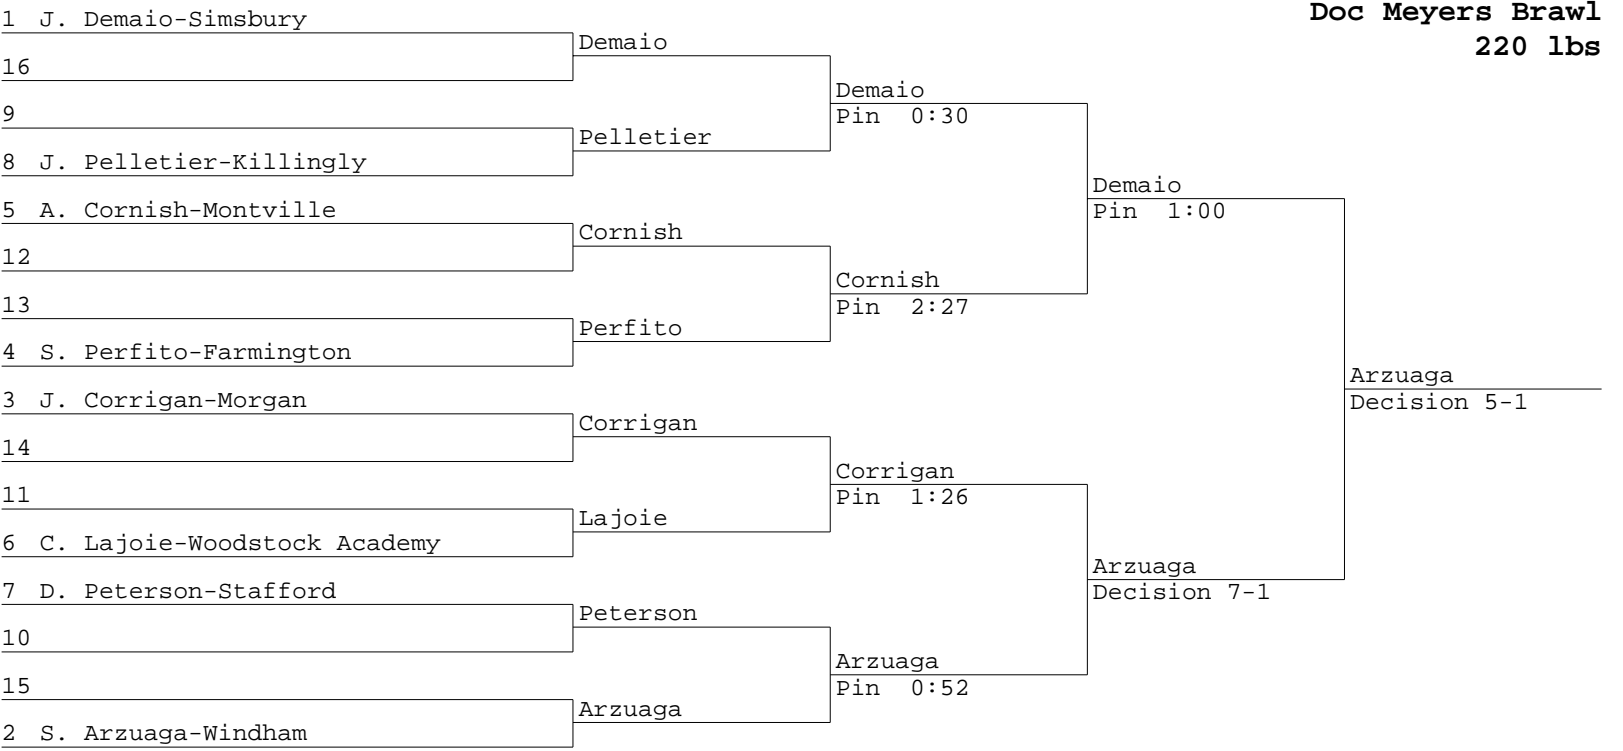 Doc Meyers Brawl
220 lbs
1 J. Demaio-Simsbury
16
9
8 J. Pelletier-Killingly
5 A. Cornish-Montville
12
13
4 S. Perfito-Farmington
3 J. Corrigan-Morgan
14
11
6 C. Lajoie-Woodstock Academy
7 D. Peterson-Stafford
10
15
2 S. Arzuaga-Windham
Demaio
Pelletier
Cornish
Perfito
Corrigan
Lajoie
Peterson
Arzuaga
Demaio
Pin 0:30
Cornish
Pin 2:27
Corrigan
Pin 1:26
Arzuaga
Pin 0:52
Demaio
Pin 1:00
Arzuaga
Decision 7-1
Arzuaga
Decision 5-1